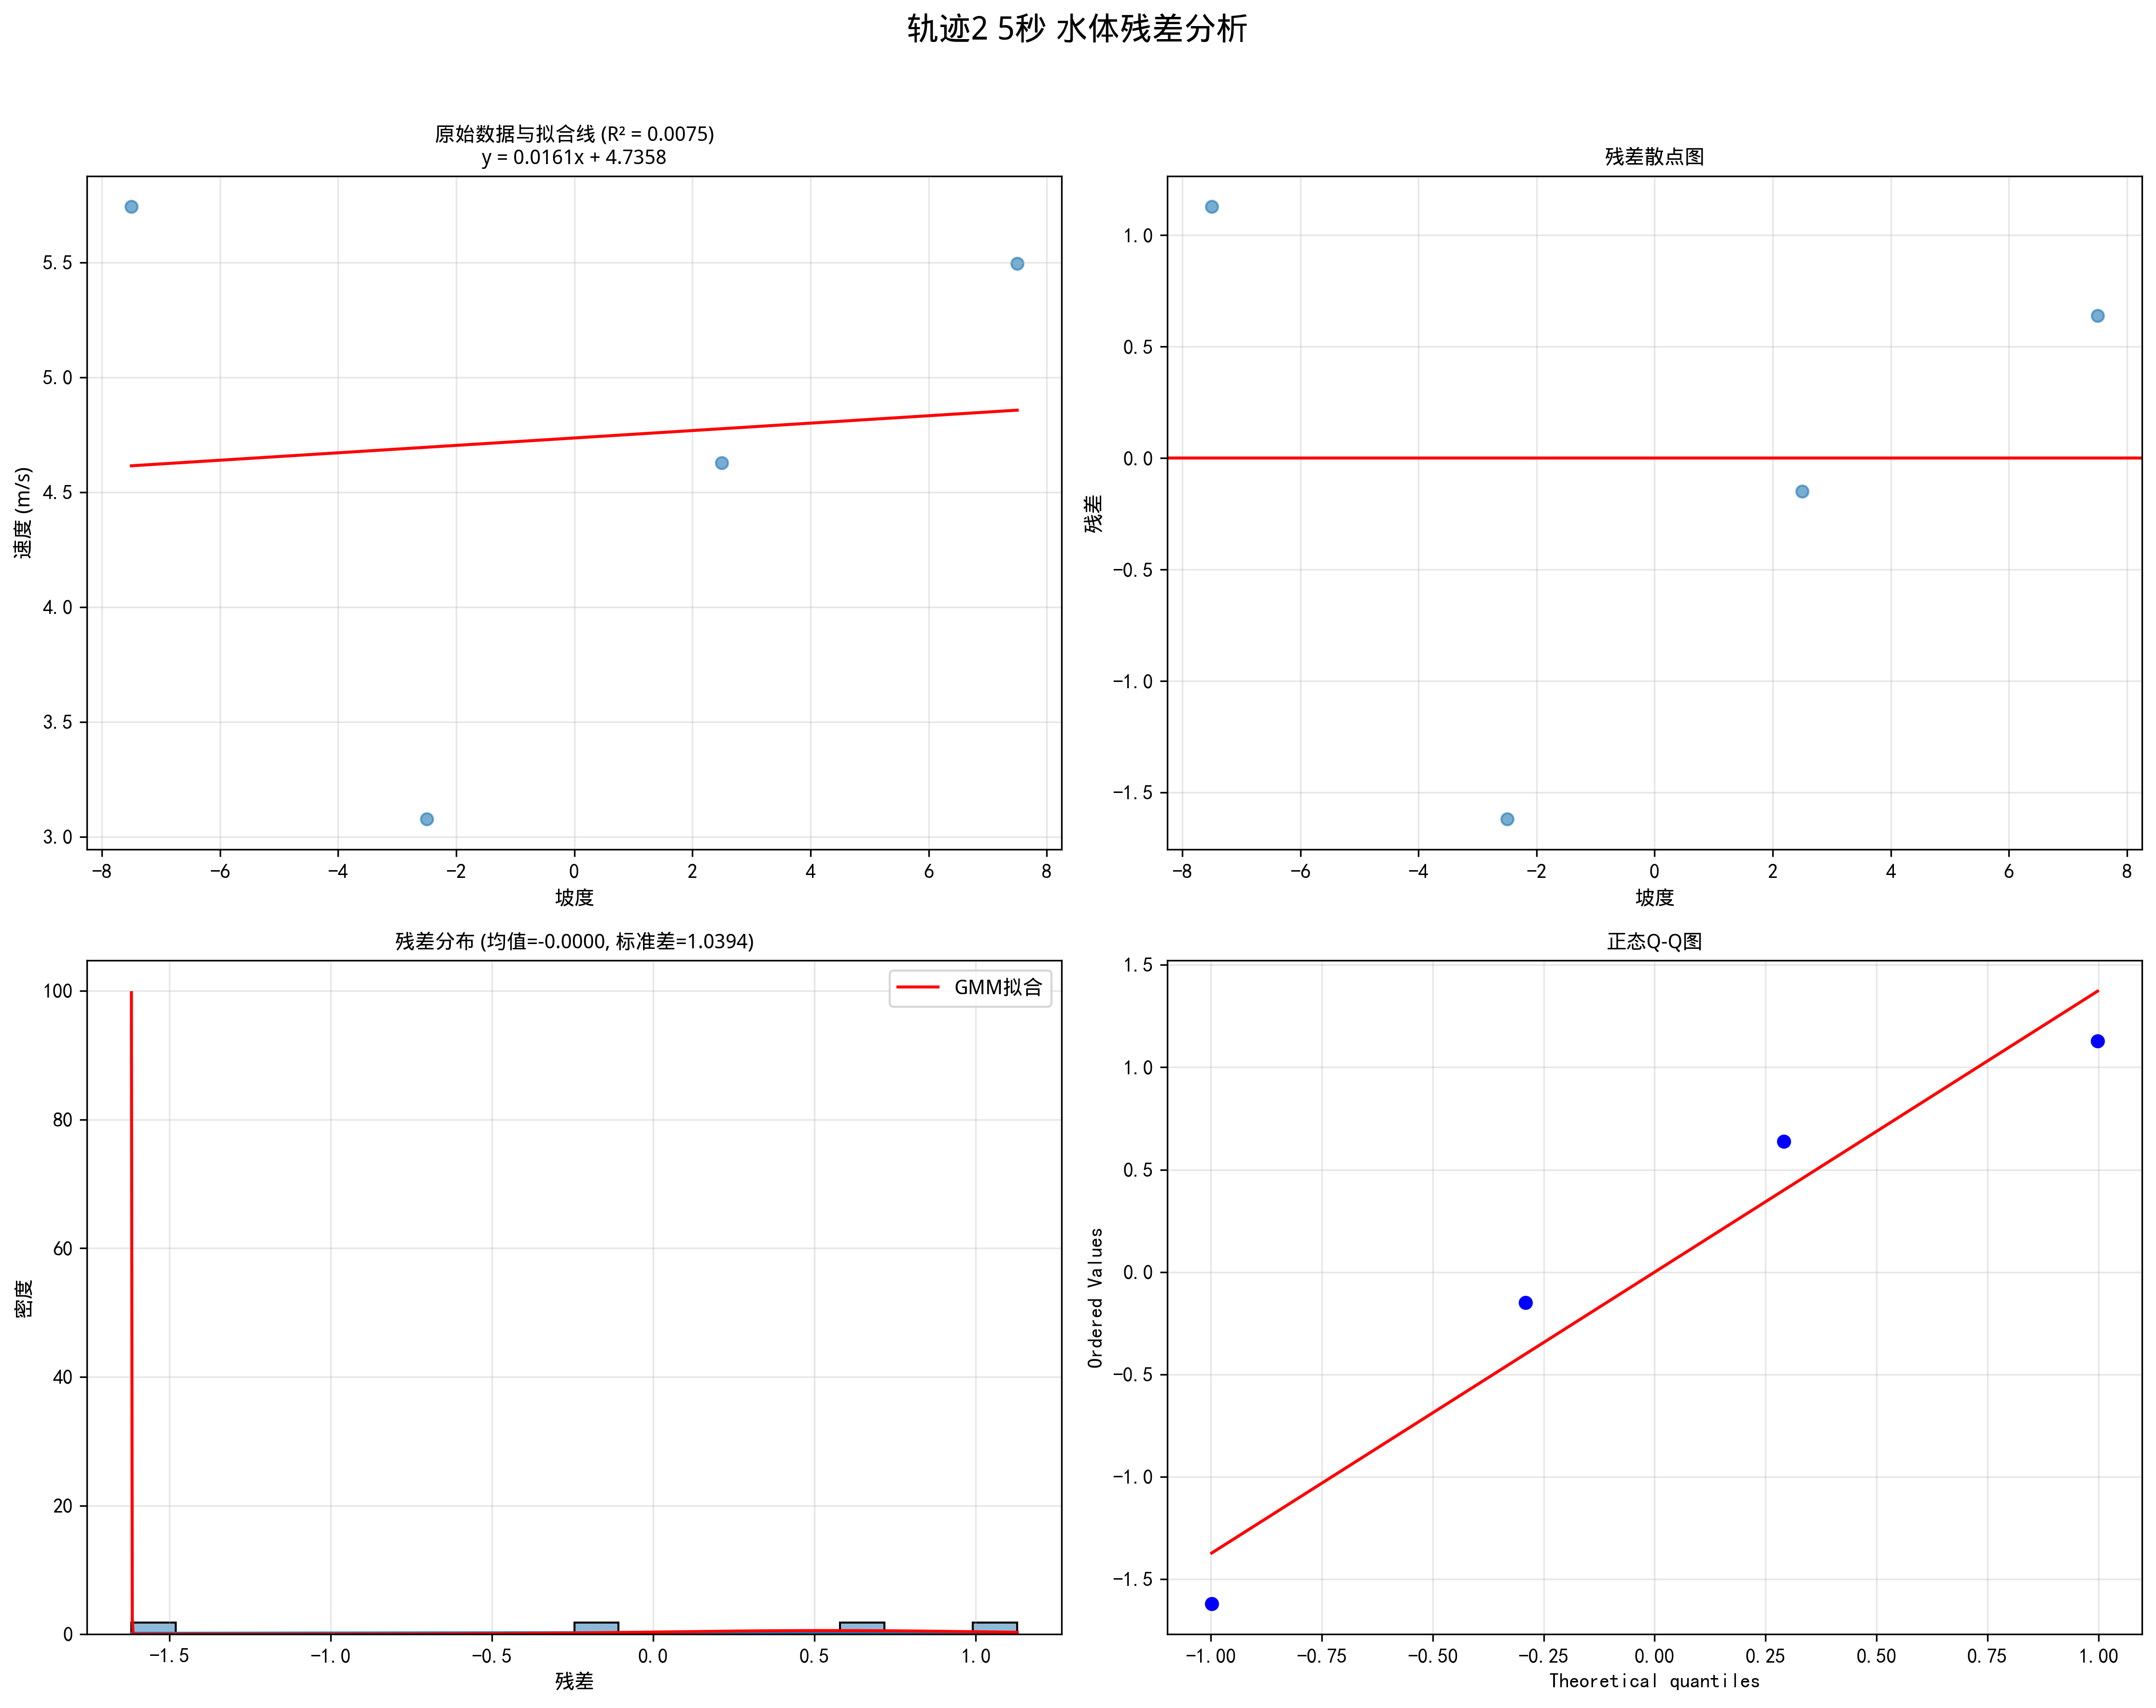 轨迹2 5秒 水体残差分析
原始数据与拟合线 (R² = 0.0075)
y = 0.0161x + 4.7358
速度 (m/s)
5.5
5.0
4.5
4.0
3.5
3.0
−8 −6 −4 −2 0 2 4 6 8
坡度
残差散点图
残差
1.0
0.5
0.0
−0.5
−1.0
−1.5
−8 −6 −4 −2 0 2 4 6 8
坡度
残差分布 (均值=-0.0000, 标准差=1.0394)
GMM拟合
密度
100
80
60
40
20
0
−1.5 −1.0 −0.5 0.0 0.5 1.0
残差
正态Q-Q图
Ordered Values
1.5
1.0
0.5
0.0
−0.5
−1.0
−1.5
−1.00 −0.75 −0.50 −0.25 0.00 0.25 0.50 0.75 1.00
Theoretical quantiles